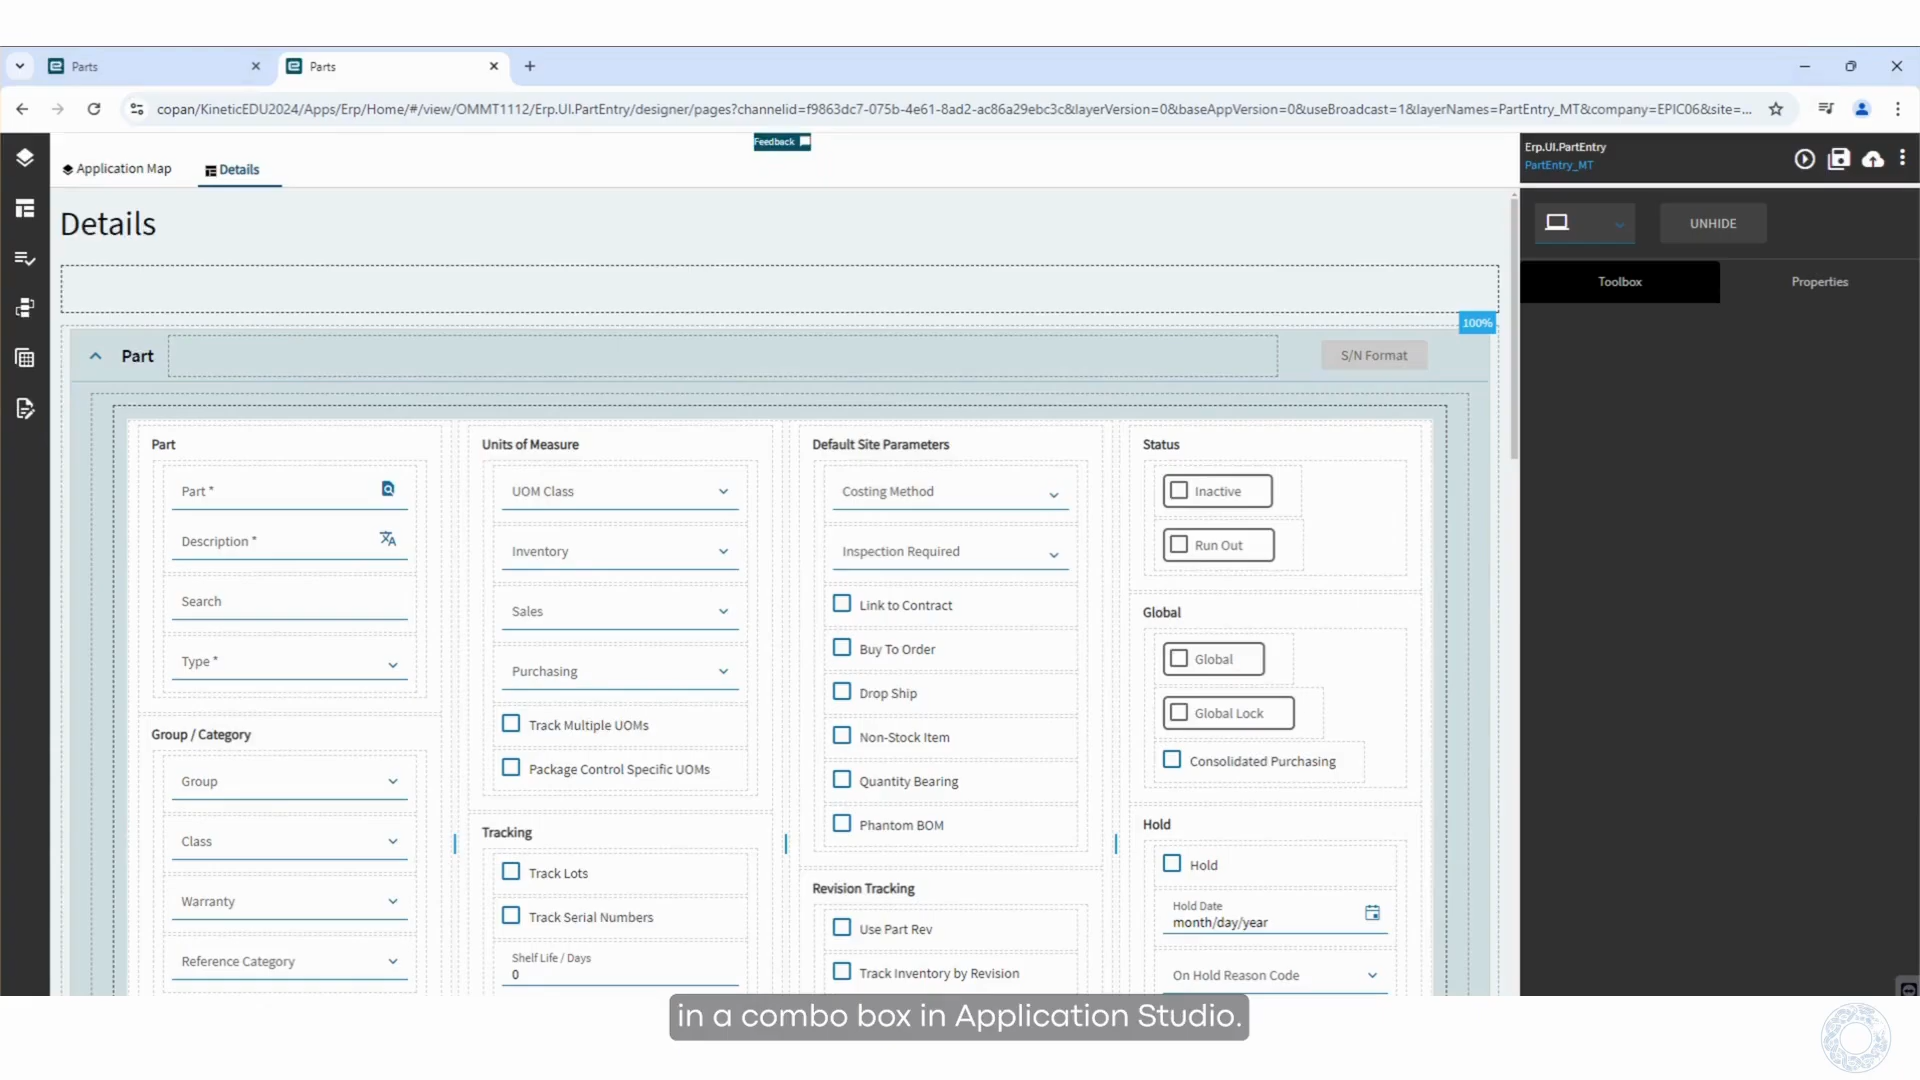 Parts
Parts
copan/KineticEDU2024/Apps/Erp/Home/#/view/OMMT1112/Erp.UI.PartEntry/designer/pages?channelid=f9863dc7-075b-4e61-8ad2-ac86a29ebc3c&layerVersion=0&baseAppVersion=0&useBroadcast=1&layerNames=PartEntry_MT&company=EPIC06&site=...
Feedback
Application Map
Details
Erp.UI.PartEntry
PartEntry_MT
Details
UNHIDE
Toolbox
Properties
100%
Part
S/N Format
Part
Part *
Description *
Search
Type *
Group / Category
Group
Class
Warranty
Reference Category
Units of Measure
UOM Class
Inventory
Sales
Purchasing
Track Multiple UOMs
Package Control Specific UOMs
Tracking
Track Lots
Track Serial Numbers
Shelf Life / Days
0
Default Site Parameters
Costing Method
Inspection Required
Link to Contract
Buy To Order
Drop Ship
Non-Stock Item
Quantity Bearing
Phantom BOM
Revision Tracking
Use Part Rev
Track Inventory by Revision
Status
Inactive
Run Out
Global
Global
Global Lock
Consolidated Purchasing
Hold
Hold
Hold Date
month/day/year
On Hold Reason Code
in a combo box in Application Studio.